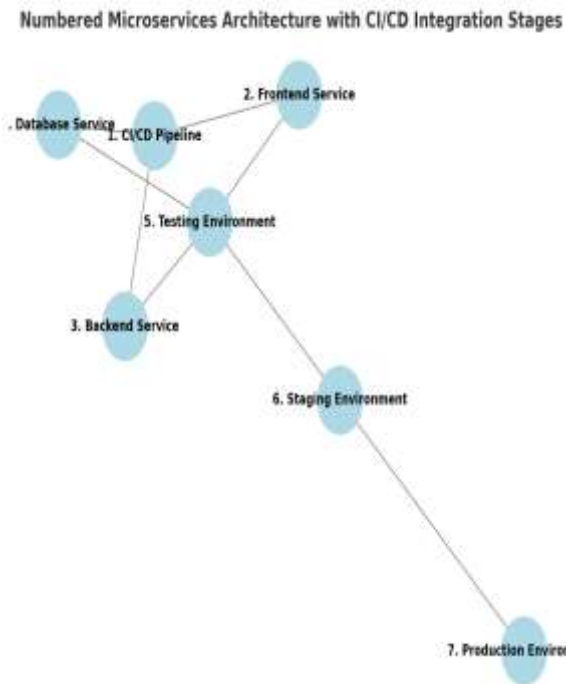 Numbered Microservices Architecture with CI/CD Integration Stages
2. Frontend Service
. Database Service
1. CI/CD Pipeline
5. Testing Environment
3. Backend Service
6. Staging Environment
7. Production Environ